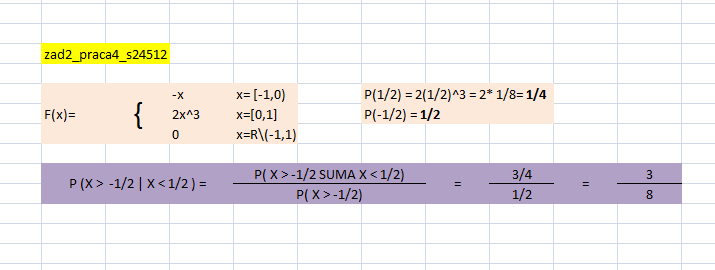 zad2_praca4_s24512
-x x= [-1,0) P(1/2) = 2(1/2)^3 = 2* 1/8= 1/4
F(x)= { 2x^3 x=[0,1] P(-1/2) = 1/2
0 x=R\(-1,1)
P( X > -1/2 SUMA X < 1/2) 3/4 3
P (X > -1/2 | X < 1/2 ) = = =
P( X > -1/2) 1/2 8